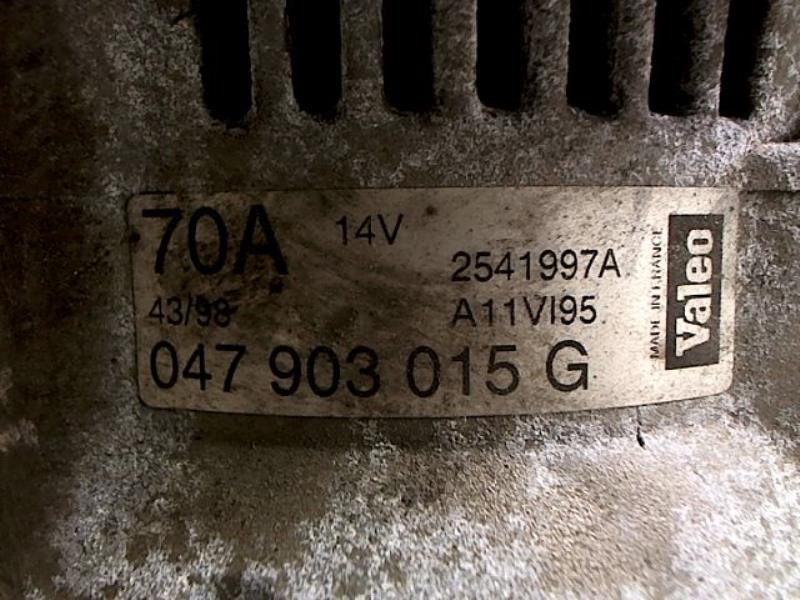 70A 14V
2541997A
43/98 A11VI95
047 903 015 G
MADE IN FRANCE
Valeo